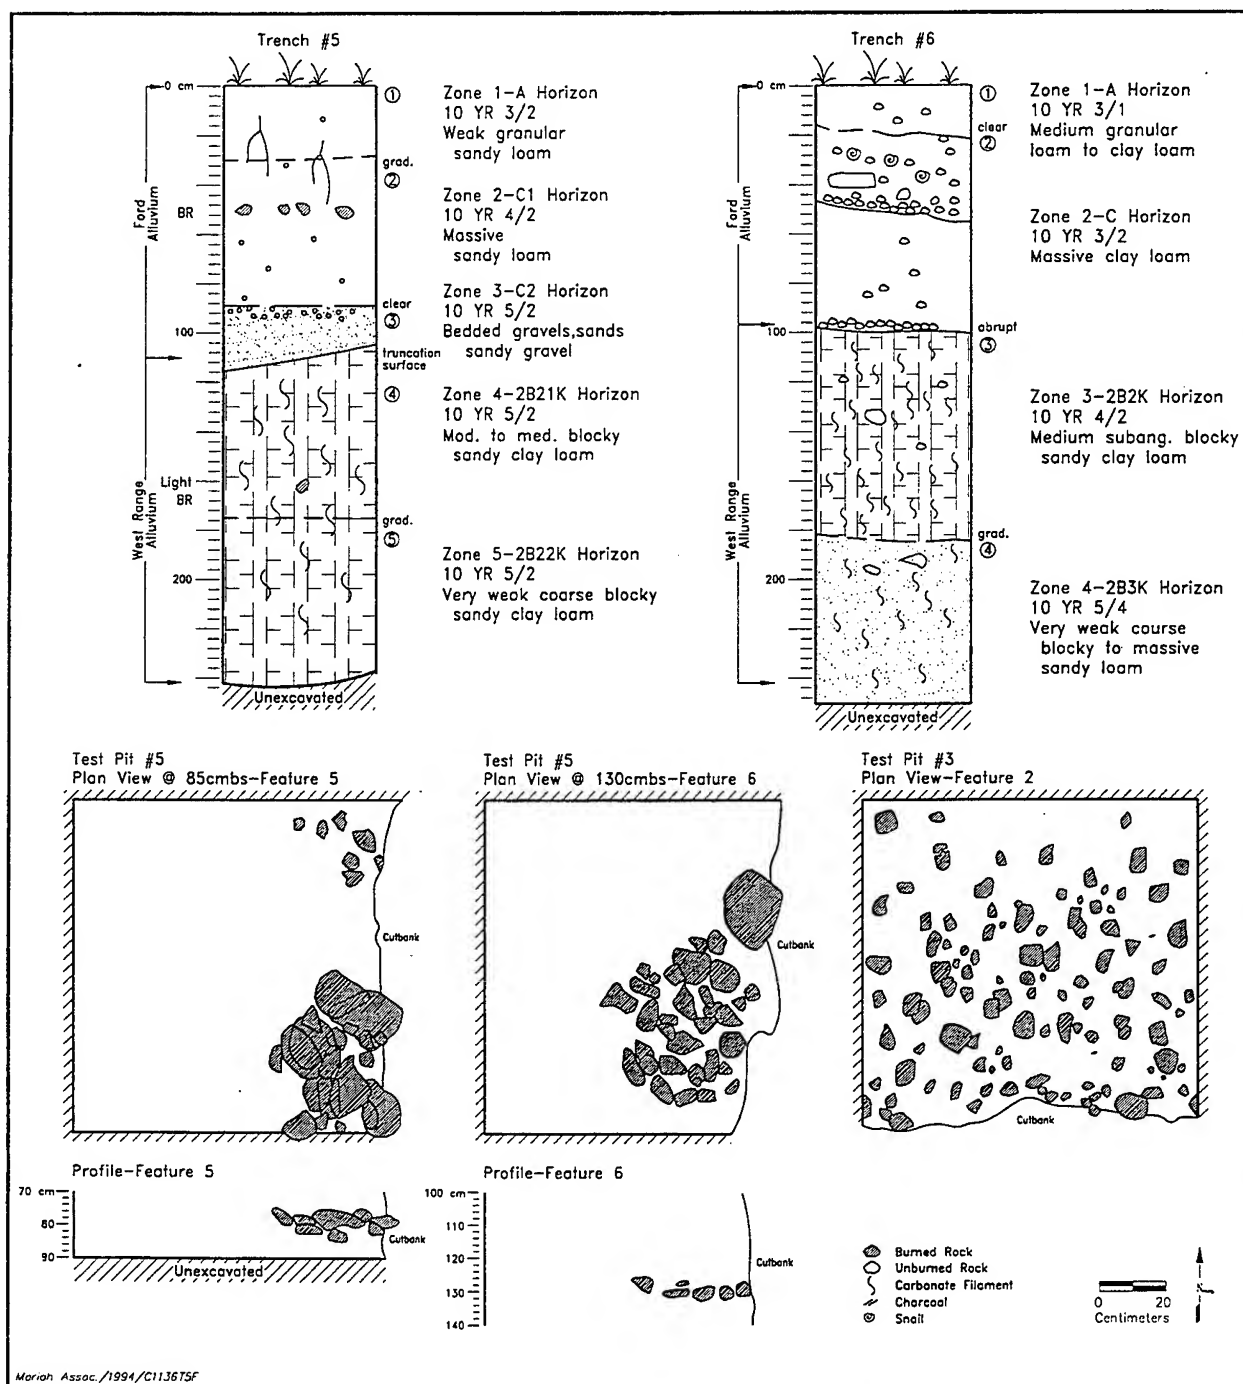 Trench #5
0 cm
100
200
Ford
Alluvium
West Range
Alluvium
BR
Light
BR
①
grad.
②
clear
③
truncation
surface
④
grad.
⑤
Unexcavated
Zone 1-A Horizon
10 YR 3/2
Weak granular
sandy loam
Zone 2-C1 Horizon
10 YR 4/2
Massive
sandy loam
Zone 3-C2 Horizon
10 YR 5/2
Bedded gravels,sands
sandy gravel
Zone 4-2B21K Horizon
10 YR 5/2
Mod. to med. blocky
sandy clay loam
Zone 5-2B22K Horizon
10 YR 5/2
Very weak coarse blocky
sandy clay loam
Trench #6
0 cm
100
200
Ford
Alluvium
West Range
Alluvium
①
clear
②
abrupt
③
grad.
④
Unexcavated
Zone 1-A Horizon
10 YR 3/1
Medium granular
loam to clay loam
Zone 2-C Horizon
10 YR 3/2
Massive clay loam
Zone 3-2B2K Horizon
10 YR 4/2
Medium subang. blocky
sandy clay loam
Zone 4-2B3K Horizon
10 YR 5/4
Very weak course
blocky to massive
sandy loam
Test Pit #5
Plan View @ 85cmbs-Feature 5
Cutbank
Test Pit #5
Plan View @ 130cmbs-Feature 6
Cutbank
Test Pit #3
Plan View-Feature 2
Cutbank
Profile-Feature 5
70 cm
80
90
Cutbank
Unexcavated
Profile-Feature 6
100 cm
110
120
130
140
Cutbank
Burned Rock
Unburned Rock
Carbonate Filament
Charcoal
Snail
0 20
Centimeters
Mariah Assoc./1994/C1136T5F